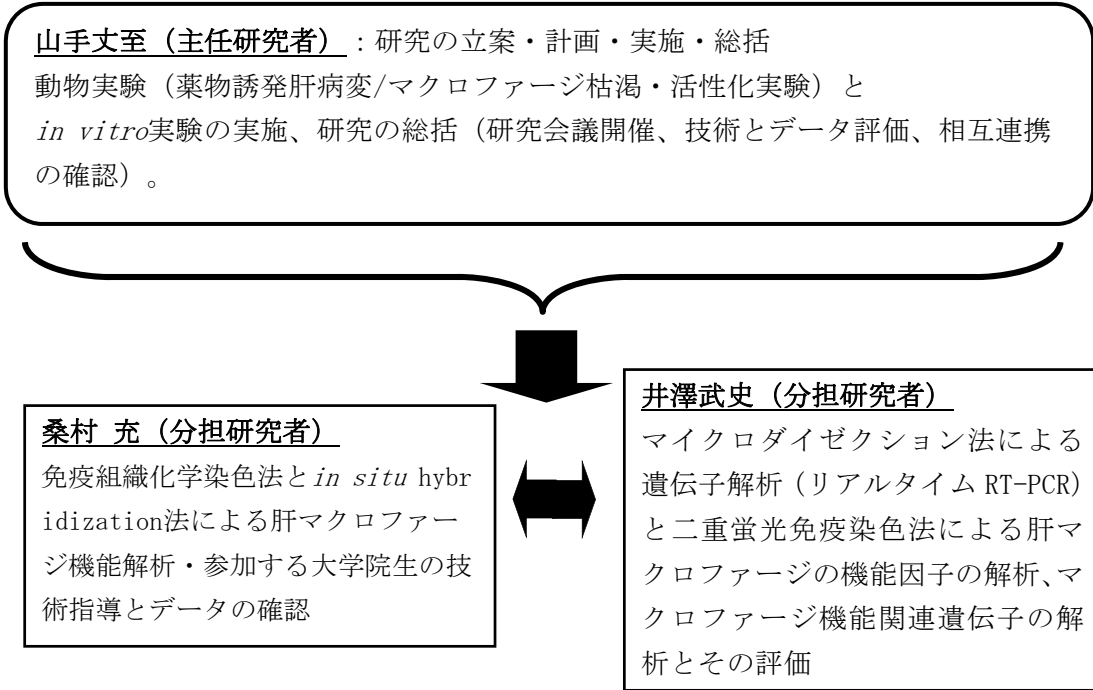 山手丈至（主任研究者）：研究の立案・計画・実施・総括
動物実験（薬物誘発肝病変/マクロファージ枯渇・活性化実験）と
in vitro実験の実施、研究の総括（研究会議開催、技術とデータ評価、相互連携
の確認）。
桑村 充（分担研究者）
免疫組織化学染色法とin situ hybr
idization法による肝マクロファー
ジ機能解析・参加する大学院生の技
術指導とデータの確認
井澤武史（分担研究者）
マイクロダイゼクション法による
遺伝子解析（リアルタイム RT-PCR）
と二重蛍光免疫染色法による肝マ
クロファージの機能因子の解析、マ
クロファージ機能関連遺伝子の解
析とその評価